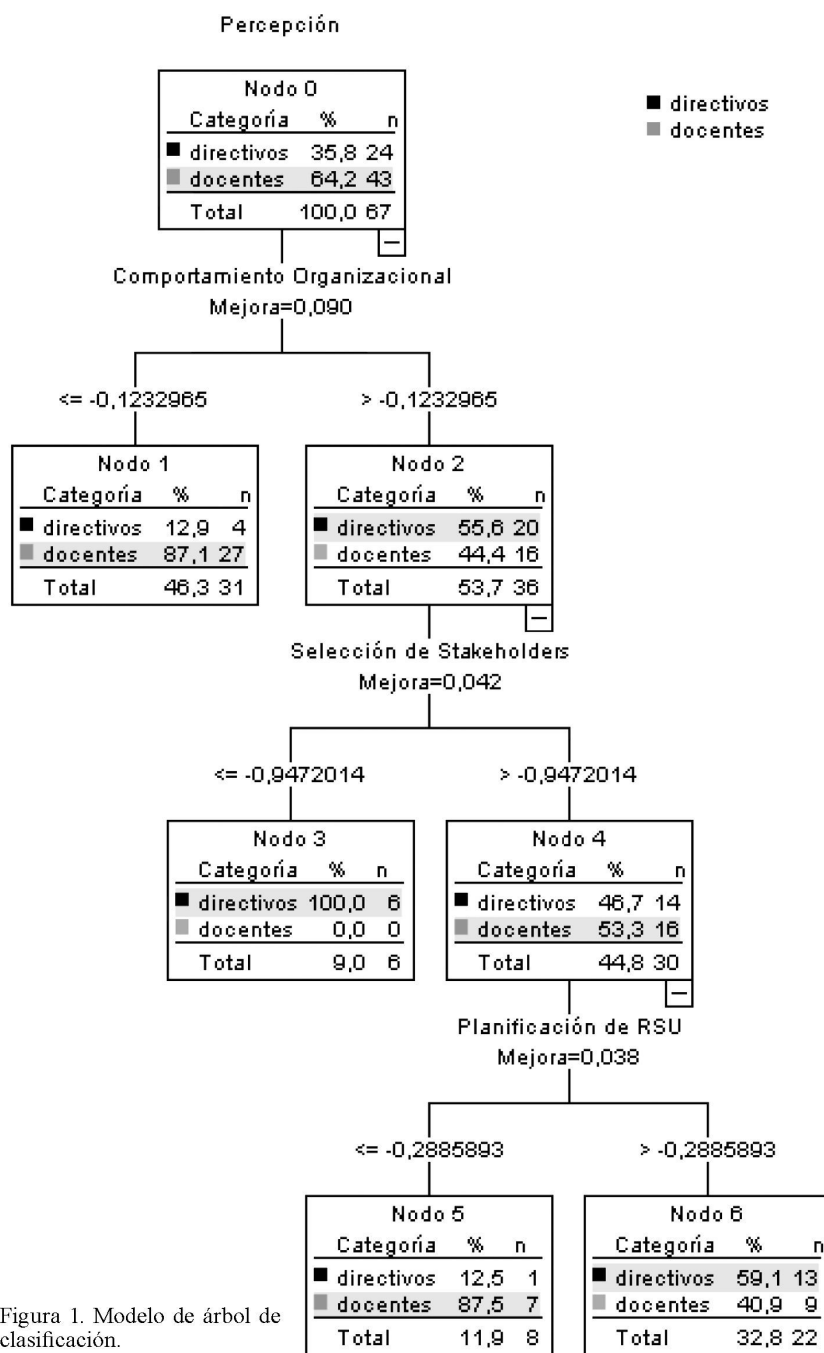 Percepción
directivos
docentes
Nodo 0
Categoría % n
directivos 35,8 24
docentes 64,2 43
Total 100,0 67
Comportamiento Organizacional
Mejora=0,090
<= -0,1232965
> -0,1232965
Nodo 1
Categoría % n
directivos 12,9 4
docentes 87,1 27
Total 46,3 31
Nodo 2
Categoría % n
directivos 55,6 20
docentes 44,4 16
Total 53,7 36
Selección de Stakeholders
Mejora=0,042
<= -0,9472014
> -0,9472014
Nodo 3
Categoría % n
directivos 100,0 6
docentes 0,0 0
Total 9,0 6
Nodo 4
Categoría % n
directivos 46,7 14
docentes 53,3 16
Total 44,8 30
Planificación de RSU
Mejora=0,038
<= -0,2885893
> -0,2885893
Nodo 5
Categoría % n
directivos 12,5 1
docentes 87,5 7
Total 11,9 8
Nodo 6
Categoría % n
directivos 59,1 13
docentes 40,9 9
Total 32,8 22
Figura 1. Modelo de árbol de
clasificación.